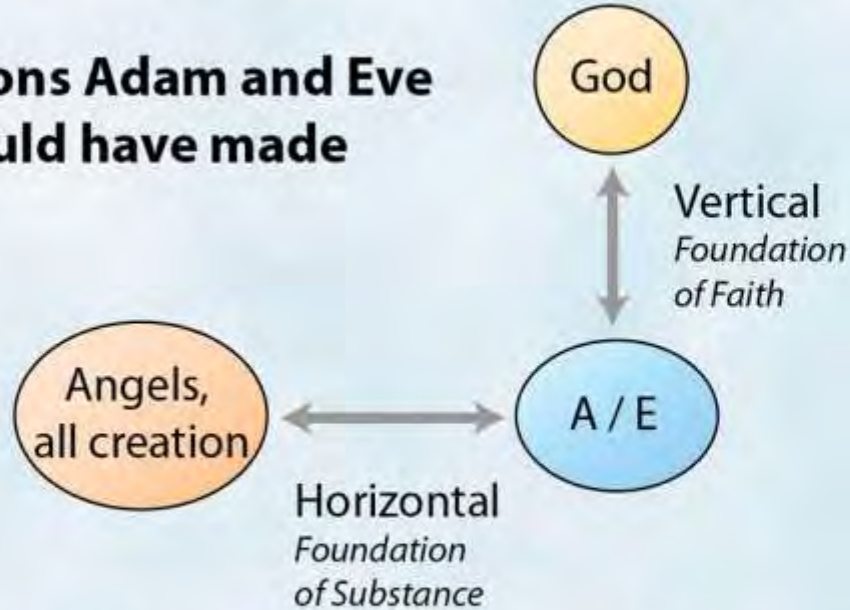 ons Adam and Eve
uld have made
God
Vertical
Foundation
of Faith
Angels,
all creation
A / E
Horizontal
Foundation
of Substance